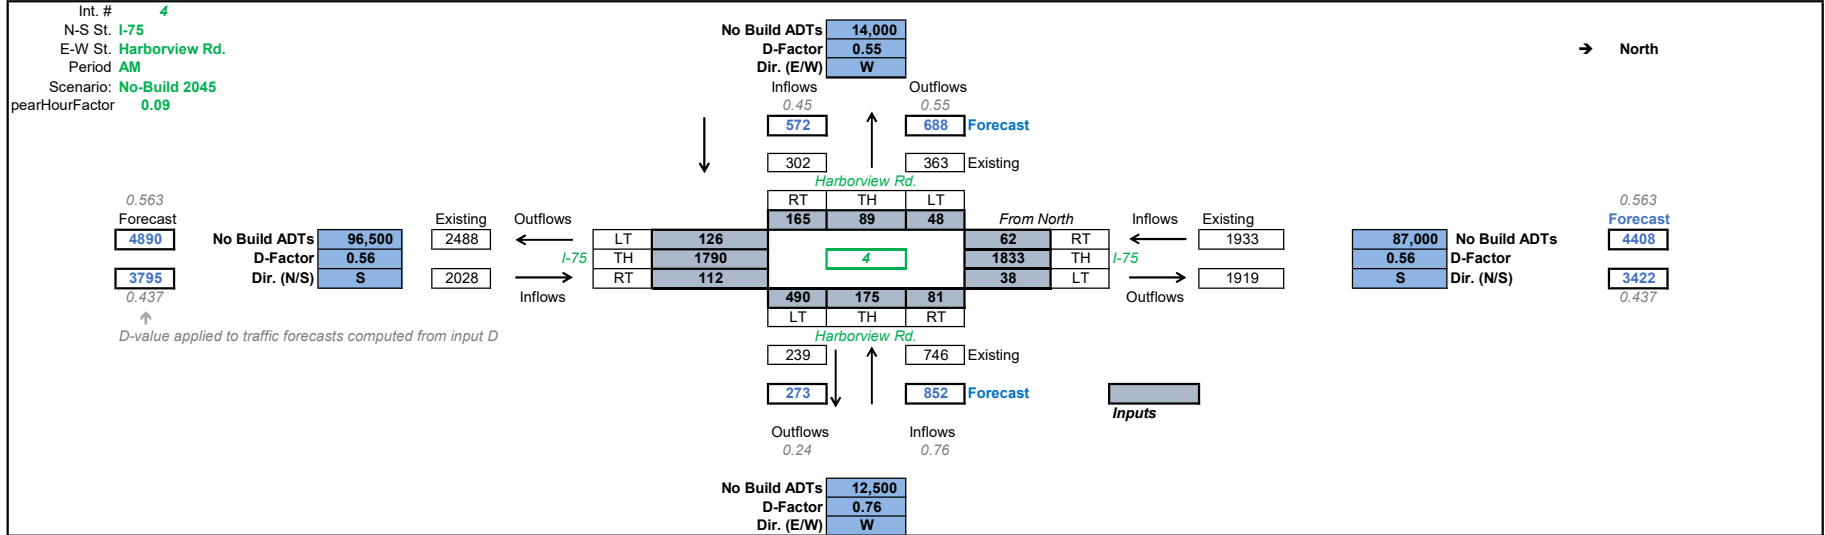 Int. # 4
N-S St. I-75
E-W St. Harborview Rd.
Period AM
Scenario: No-Build 2045
pearHourFactor 0.09
No Build ADTs 14,000
D-Factor 0.55
Dir. (E/W) W
→ North
Inflows Outflows
0.45 0.55
572 688 Forecast
302 363 Existing
Harborview Rd.
RT TH LT
165 89 48
0.563
Forecast
4890
3795
0.437
No Build ADTs 96,500
D-Factor 0.56
Dir. (N/S) S
Existing
2488
2028
Outflows
I-75
Inflows
LT 126
TH 1790
RT 112
4
From North
62 RT
1833 TH
38 LT
I-75
Inflows Existing
1933
1919
Outflows
87,000 No Build ADTs
0.56 D-Factor
S Dir. (N/S)
0.563
Forecast
4408
3422
0.437
D-value applied to traffic forecasts computed from input D
490 175 81
LT TH RT
Harborview Rd.
239 746 Existing
273 852 Forecast
Inputs
Outflows Inflows
0.24 0.76
No Build ADTs 12,500
D-Factor 0.76
Dir. (E/W) W